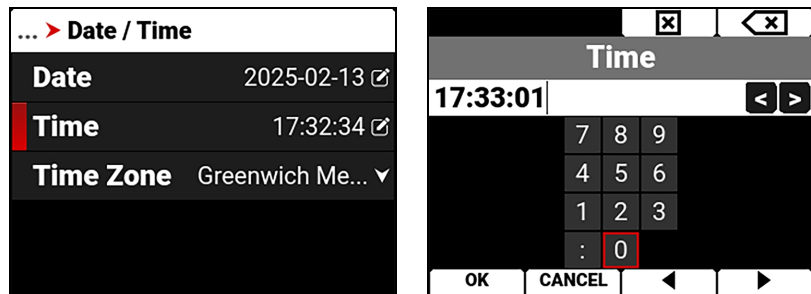 ... > Date / Time
Date 2025-02-13
Time 17:32:34
Time Zone Greenwich Me...
Time
17:33:01
< >
7 8 9
4 5 6
1 2 3
: 0
OK CANCEL